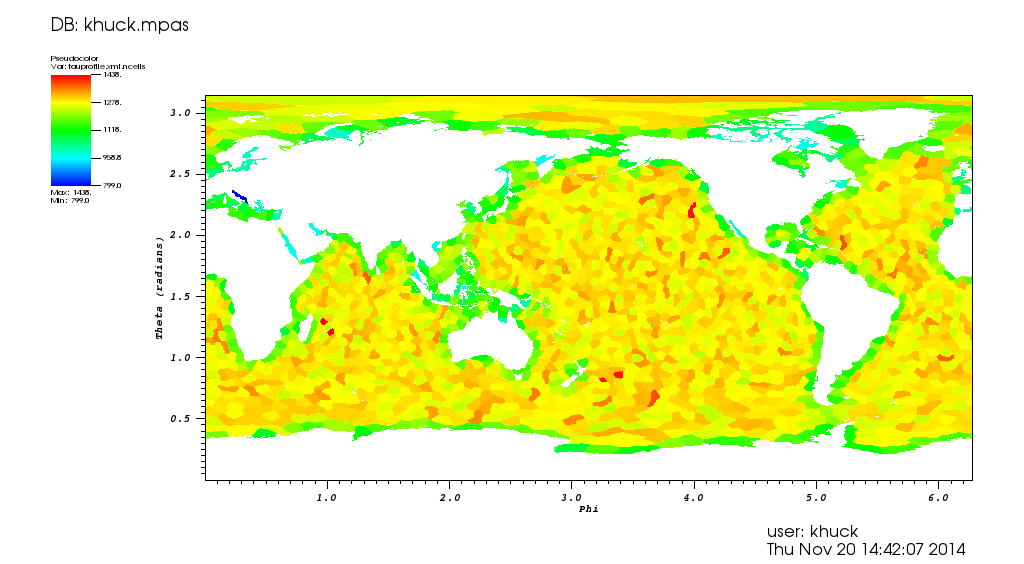 DB: khuck.mpas
Pseudocolor
Var: tauprofile.xml.ncells
1438.
1278.
1118.
958.8
799.0
Max: 1438.
Min: 799.0
3.0
2.5
2.0
1.5
1.0
0.5
Theta (radians)
1.0 2.0 3.0 4.0 5.0 6.0
Phi
user: khuck
Thu Nov 20 14:42:07 2014